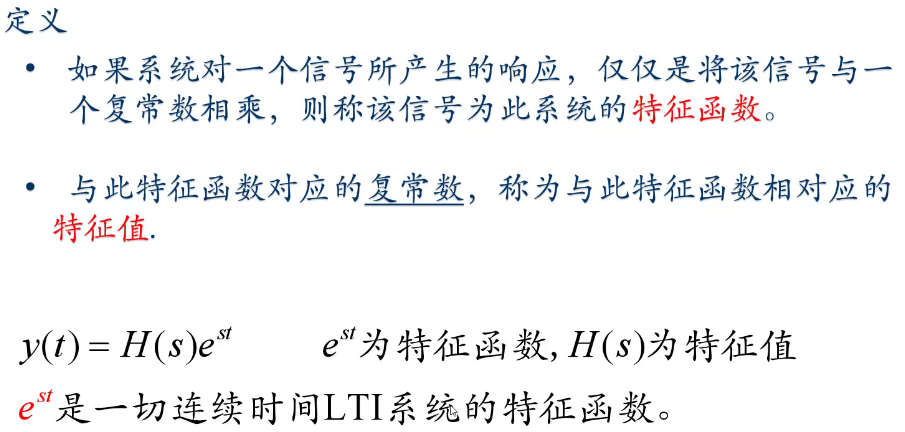 定义
• 如果系统对一个信号所产生的响应，仅仅是将该信号与一
个复常数相乘，则称该信号为此系统的特征函数。
• 与此特征函数对应的复常数，称为与此特征函数相对应的
特征值.
y(t) = H(s)e^{st} e^{st}为特征函数, H(s)为特征值
e^{st}是一切连续时间LTI系统的特征函数。